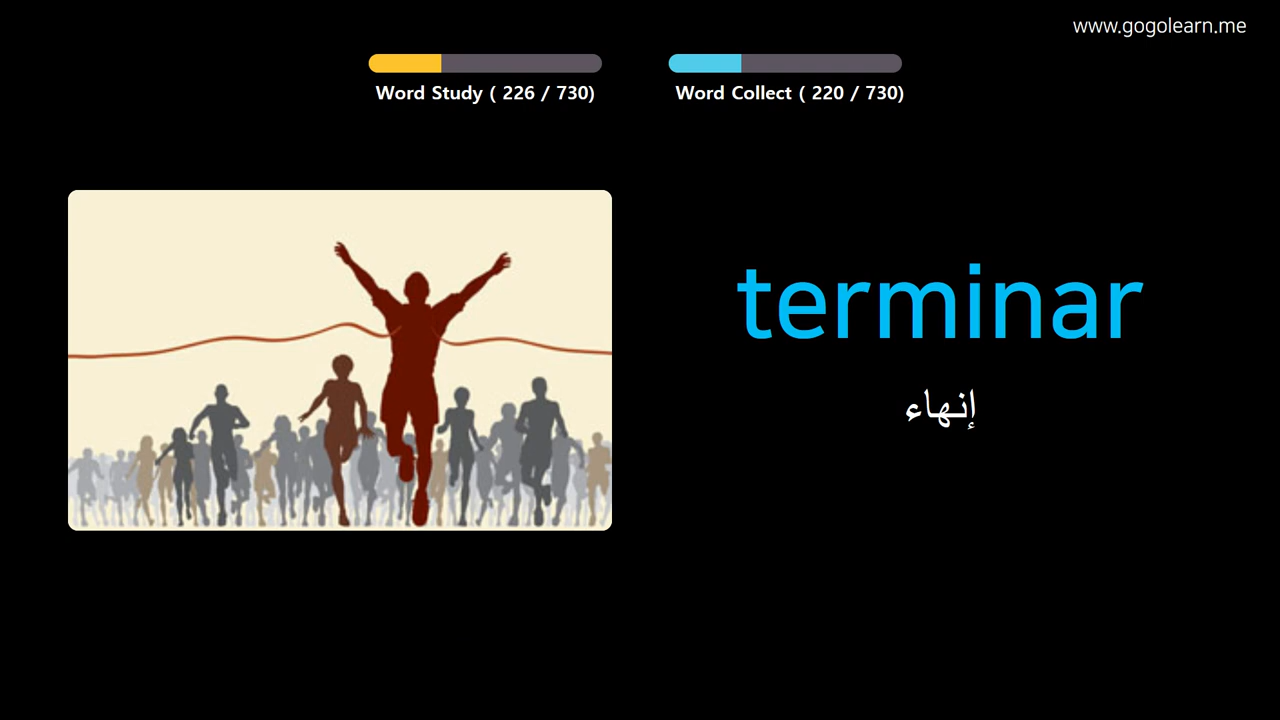 www.gogolearn.me
Word Study ( 226 / 730)
Word Collect ( 220 / 730)
terminar
إنهاء